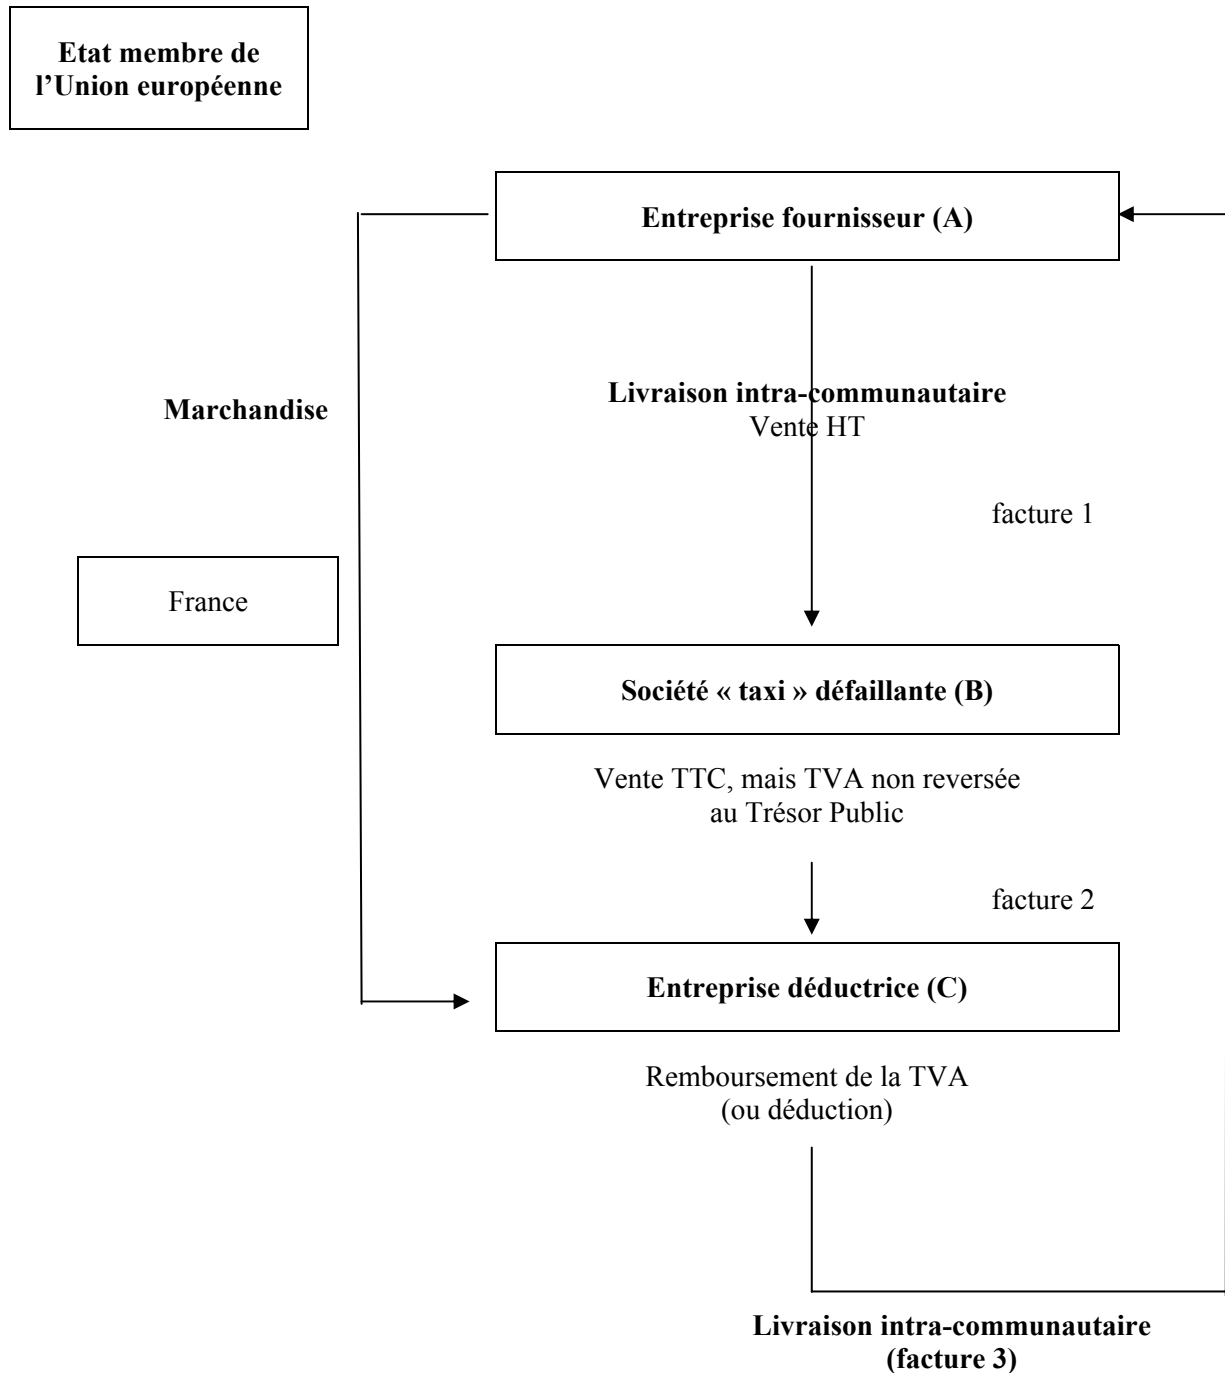 Etat membre de
l’Union européenne
Entreprise fournisseur (A)
Livraison intra-communautaire
Vente HT
Marchandise
facture 1
France
Société « taxi » défaillante (B)
Vente TTC, mais TVA non reversée
au Trésor Public
facture 2
Entreprise déductrice (C)
Remboursement de la TVA
(ou déduction)
Livraison intra-communautaire
(facture 3)